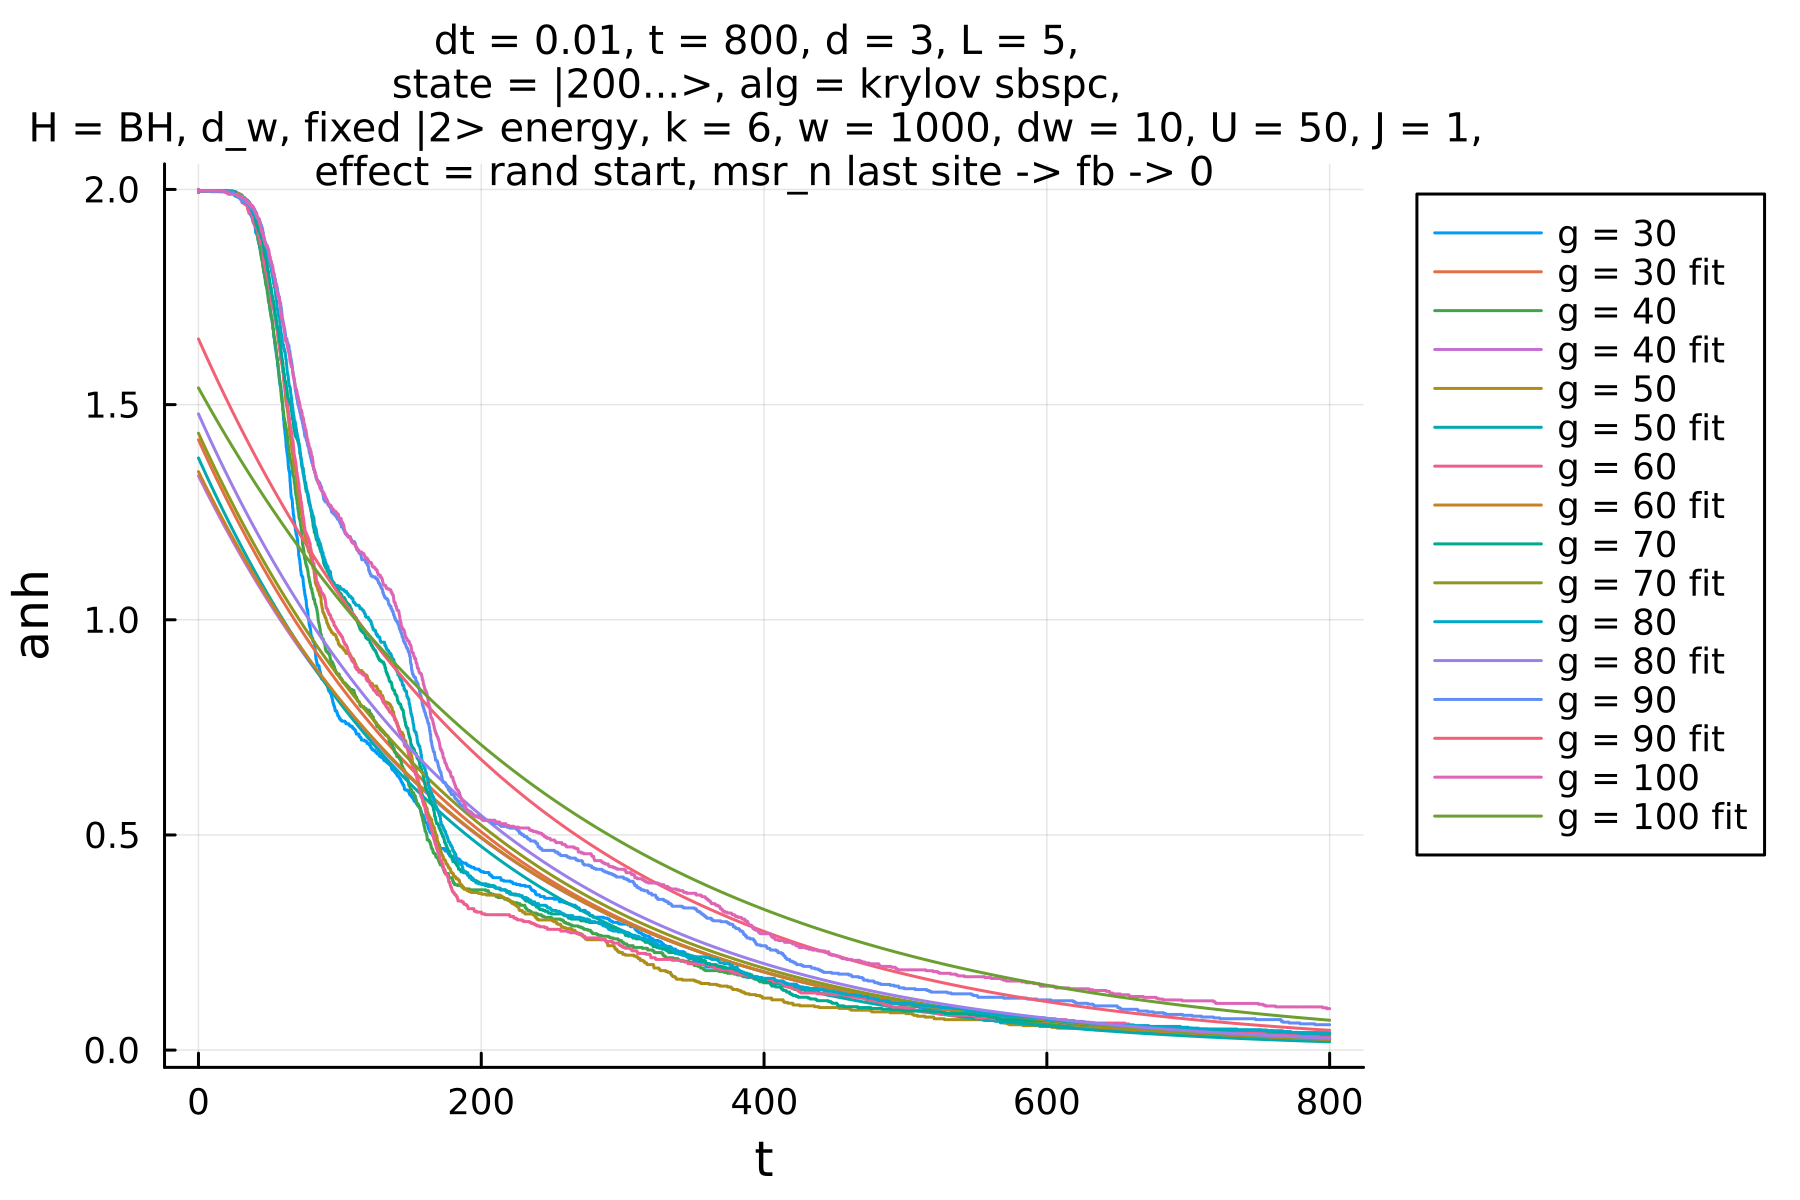 dt = 0.01, t = 800, d = 3, L = 5,
state = |200...>, alg = krylov sbspc,
H = BH, d_w, fixed |2> energy, k = 6, w = 1000, dw = 10, U = 50, J = 1,
effect = rand start, msr_n last site -> fb -> 0
2.0
1.5
1.0
0.5
0.0
anh
0 200 400 600 800
t
g = 30
g = 30 fit
g = 40
g = 40 fit
g = 50
g = 50 fit
g = 60
g = 60 fit
g = 70
g = 70 fit
g = 80
g = 80 fit
g = 90
g = 90 fit
g = 100
g = 100 fit